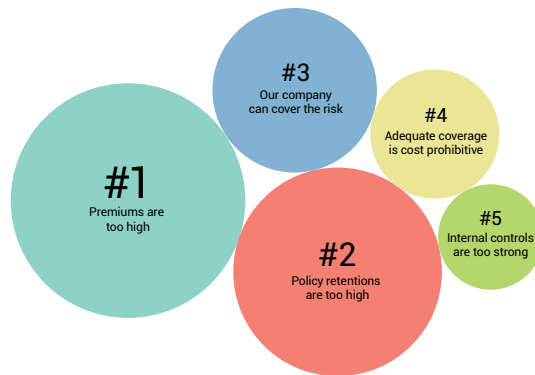 #1
Premiums are
too high
#2
Policy retentions
are too high
#3
Our company
can cover the risk
#4
Adequate coverage
is cost prohibitive
#5
Internal controls
are too strong